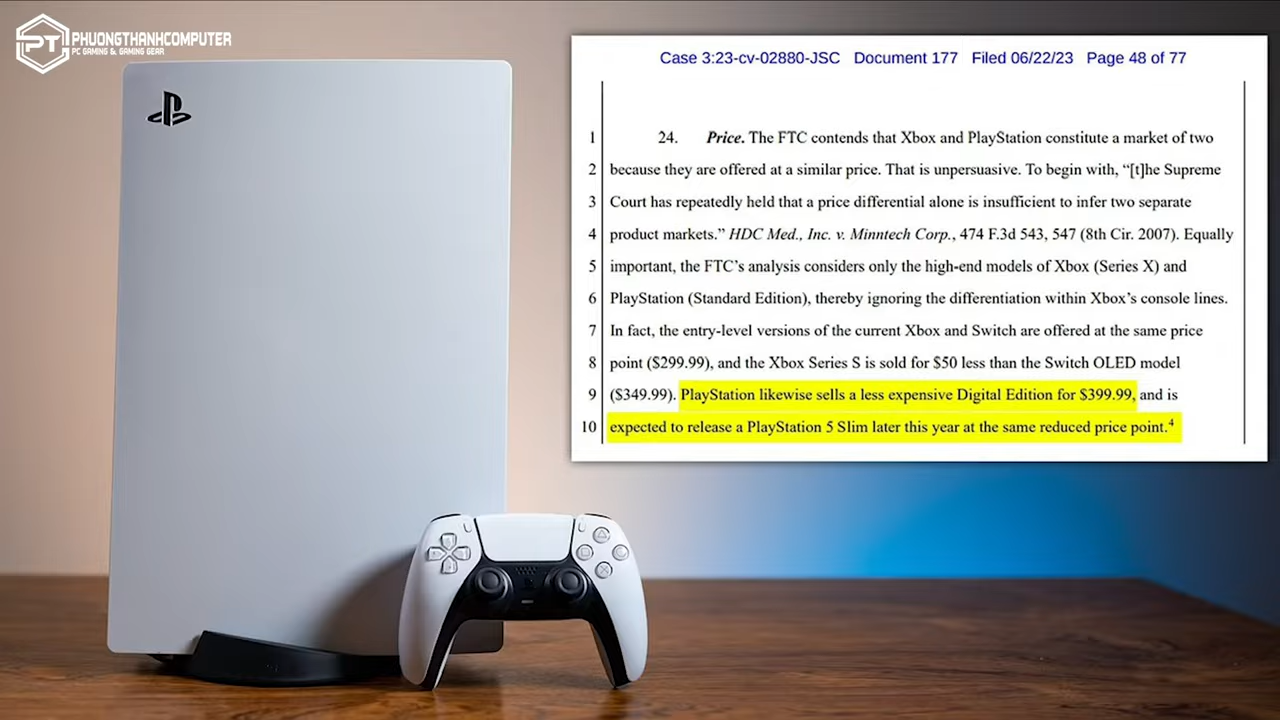 PHUONGTHANHCOMPUTER
PC GAMING & GAMING GEAR
PT
Case 3:23-cv-02880-JSC Document 177 Filed 06/22/23 Page 48 of 77
1 24. Price. The FTC contends that Xbox and PlayStation constitute a market of two
2 because they are offered at a similar price. That is unpersuasive. To begin with, “[t]he Supreme
3 Court has repeatedly held that a price differential alone is insufficient to infer two separate
4 product markets.” HDC Med., Inc. v. Minntech Corp., 474 F.3d 543, 547 (8th Cir. 2007). Equally
5 important, the FTC’s analysis considers only the high-end models of Xbox (Series X) and
6 PlayStation (Standard Edition), thereby ignoring the differentiation within Xbox’s console lines.
7 In fact, the entry-level versions of the current Xbox and Switch are offered at the same price
8 point ($299.99), and the Xbox Series S is sold for $50 less than the Switch OLED model
9 ($349.99). PlayStation likewise sells a less expensive Digital Edition for $399.99, and is
10 expected to release a PlayStation 5 Slim later this year at the same reduced price point.⁴